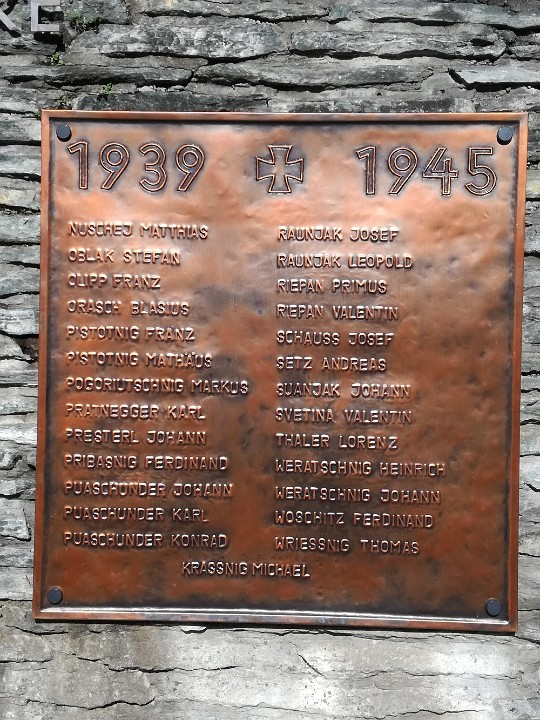 RE
1939 1945
NUSCHEJ MATTHIAS
OBLAK STEFAN
OLIPP FRANZ
ORASCH BLASIUS
PISTOTNIG FRANZ
PISTOTNIG MATHÄUS
POGORIUTSCHNIG MARKUS
PRATNEGGER KARL
PRESTERL JOHANN
PRIBASNIG FERDINAND
PUASCHUNDER JOHANN
PUASCHUNDER KARL
PUASCHUNDER KONRAD
RAUNJAK JOSEF
RAUNJAK LEOPOLD
RIEPAN PRIMUS
RIEPAN VALENTIN
SCHAUSS JOSEF
SETZ ANDREAS
SUANJAK JOHANN
SVETINA VALENTIN
THALER LORENZ
WERATSCHNIG HEINRICH
WERATSCHNIG JOHANN
WOSCHITZ FERDINAND
WRIESSNIG THOMAS
KRASSNIG MICHAEL